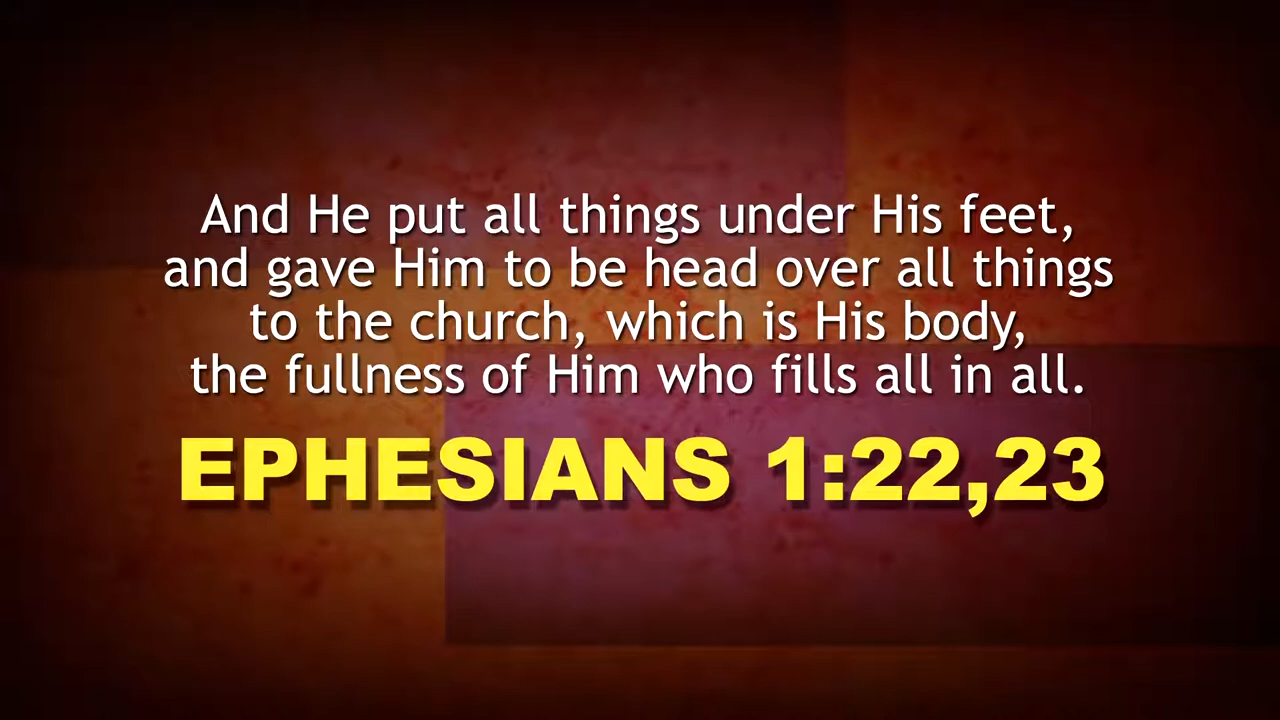 And He put all things under His feet,
and gave Him to be head over all things
to the church, which is His body,
the fullness of Him who fills all in all.
EPHESIANS 1:22,23